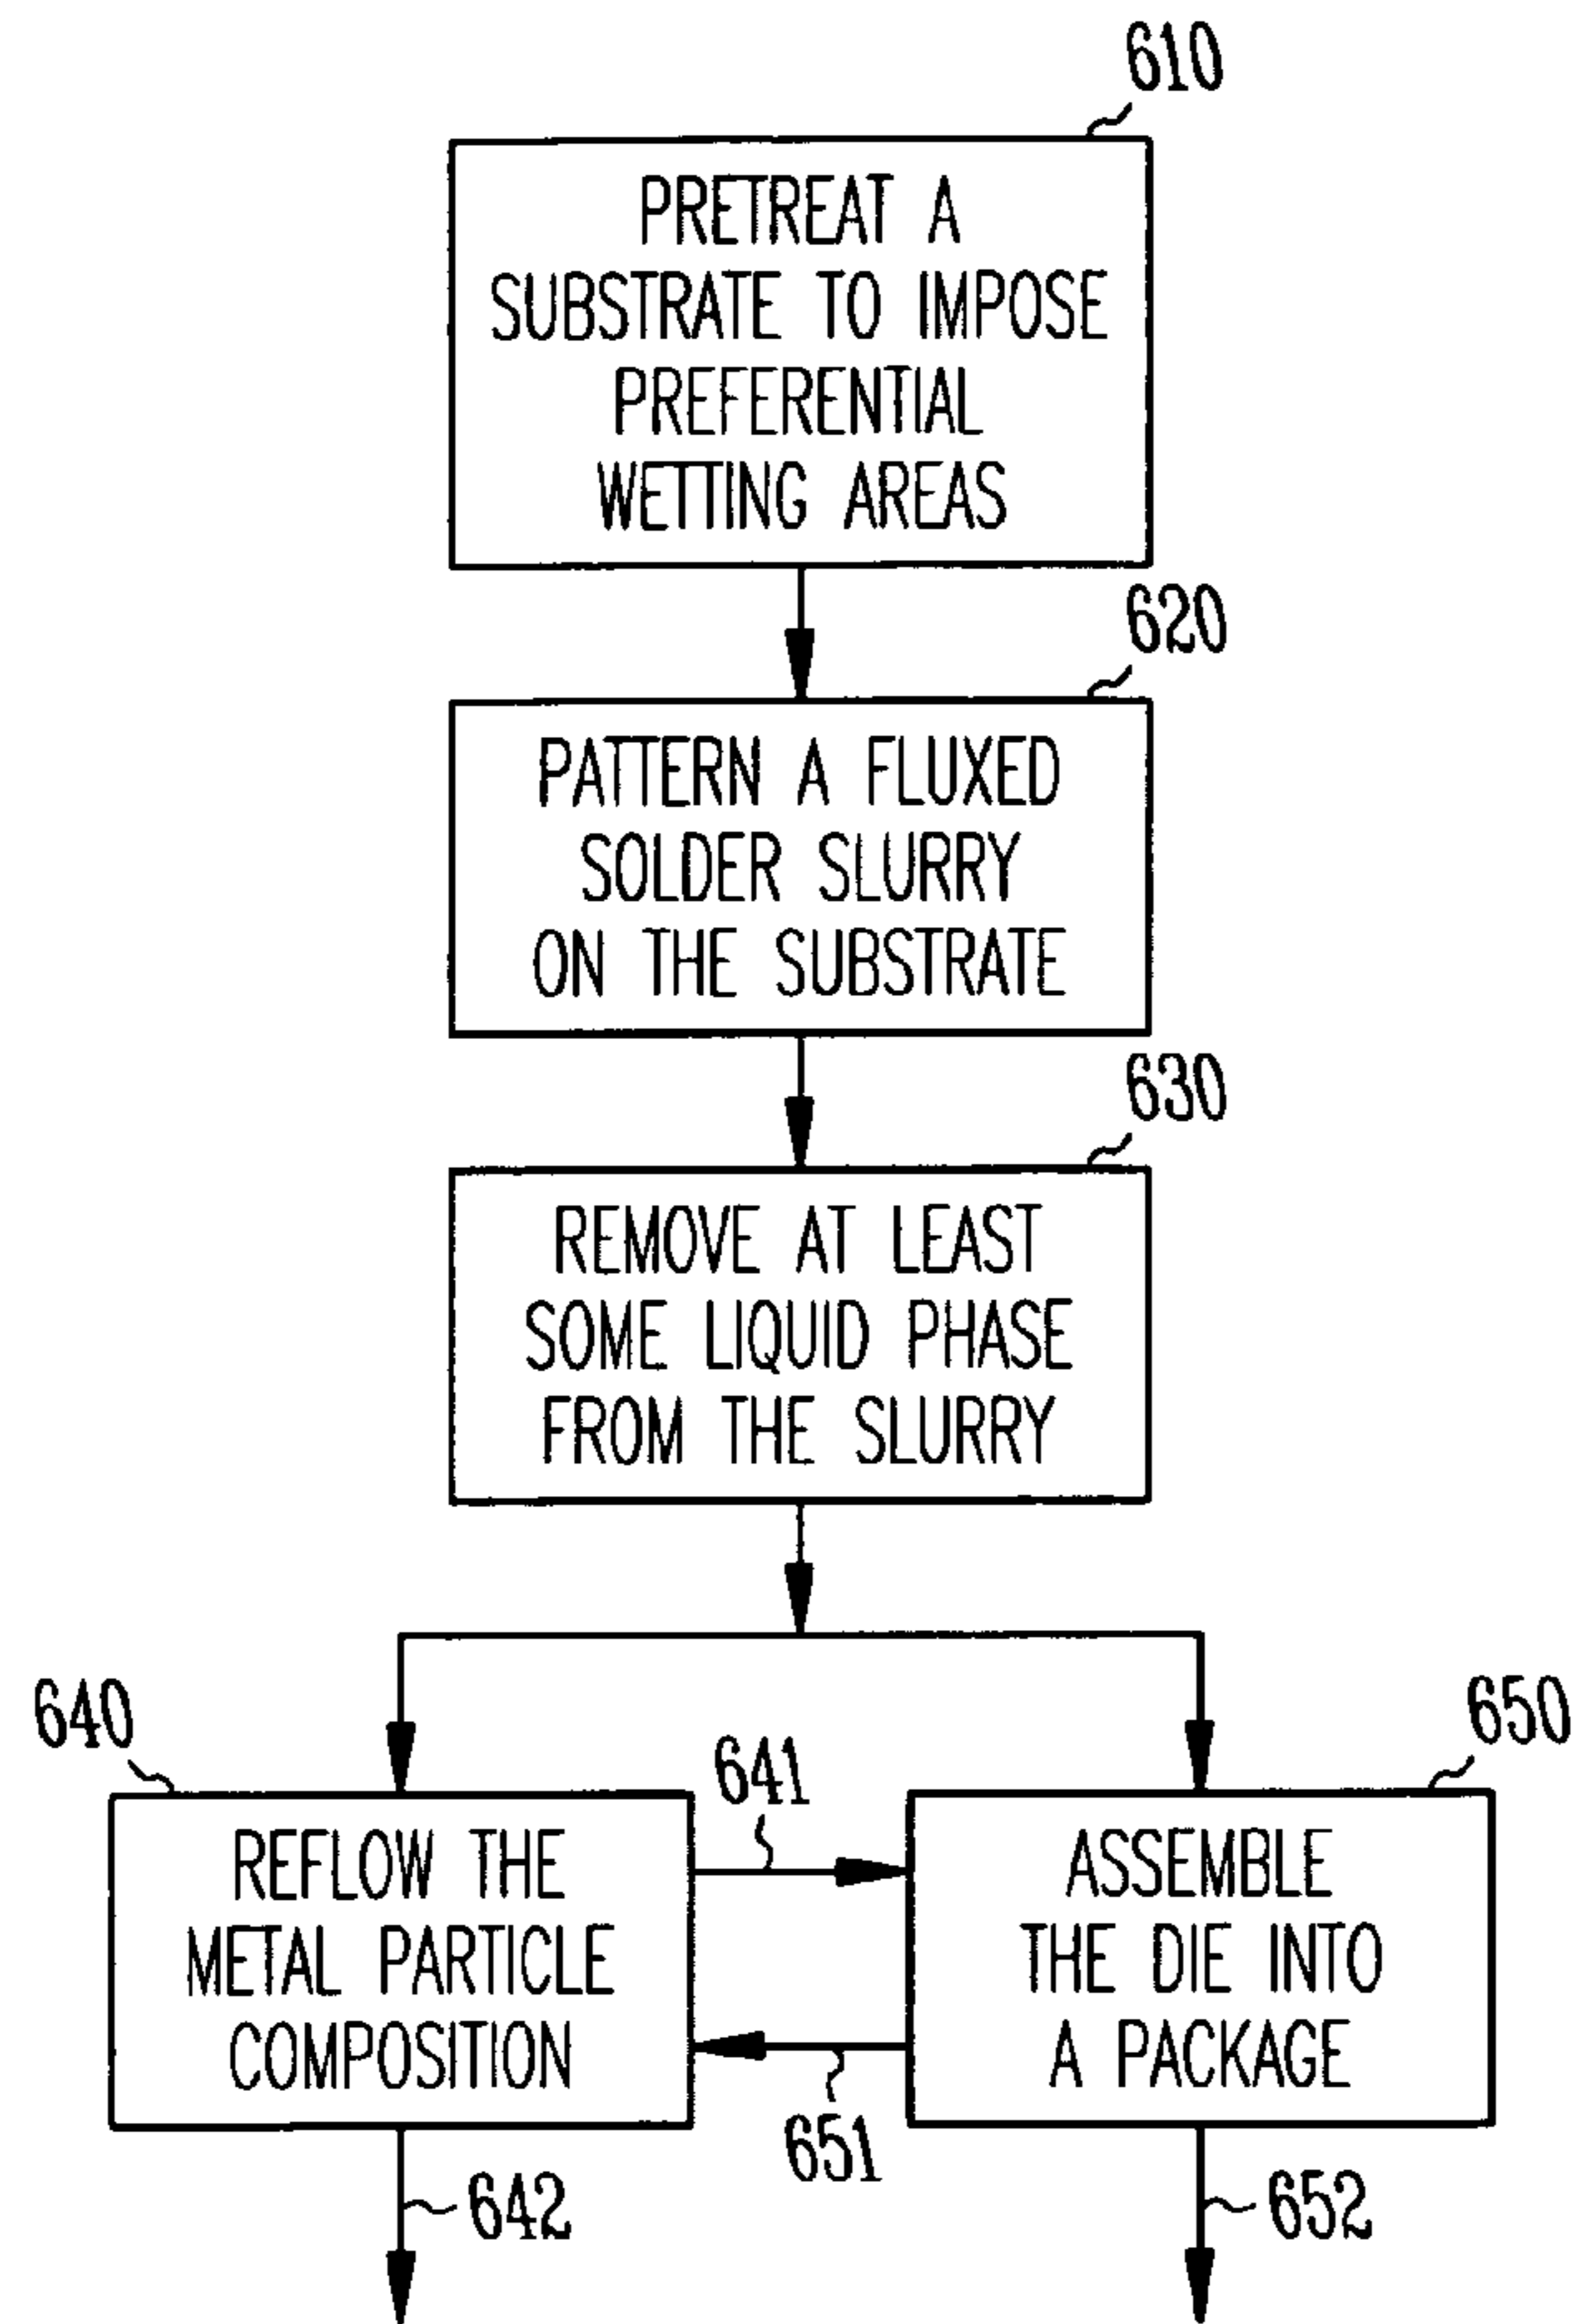 610
PRETREAT A
SUBSTRATE TO IMPOSE
PREFERENTIAL
WETTING AREAS
620
PATTERN A FLUXED
SOLDER SLURRY
ON THE SUBSTRATE
630
REMOVE AT LEAST
SOME LIQUID PHASE
FROM THE SLURRY
640
REFLOW THE
METAL PARTICLE
COMPOSITION
641
651
650
ASSEMBLE
THE DIE INTO
A PACKAGE
642
652